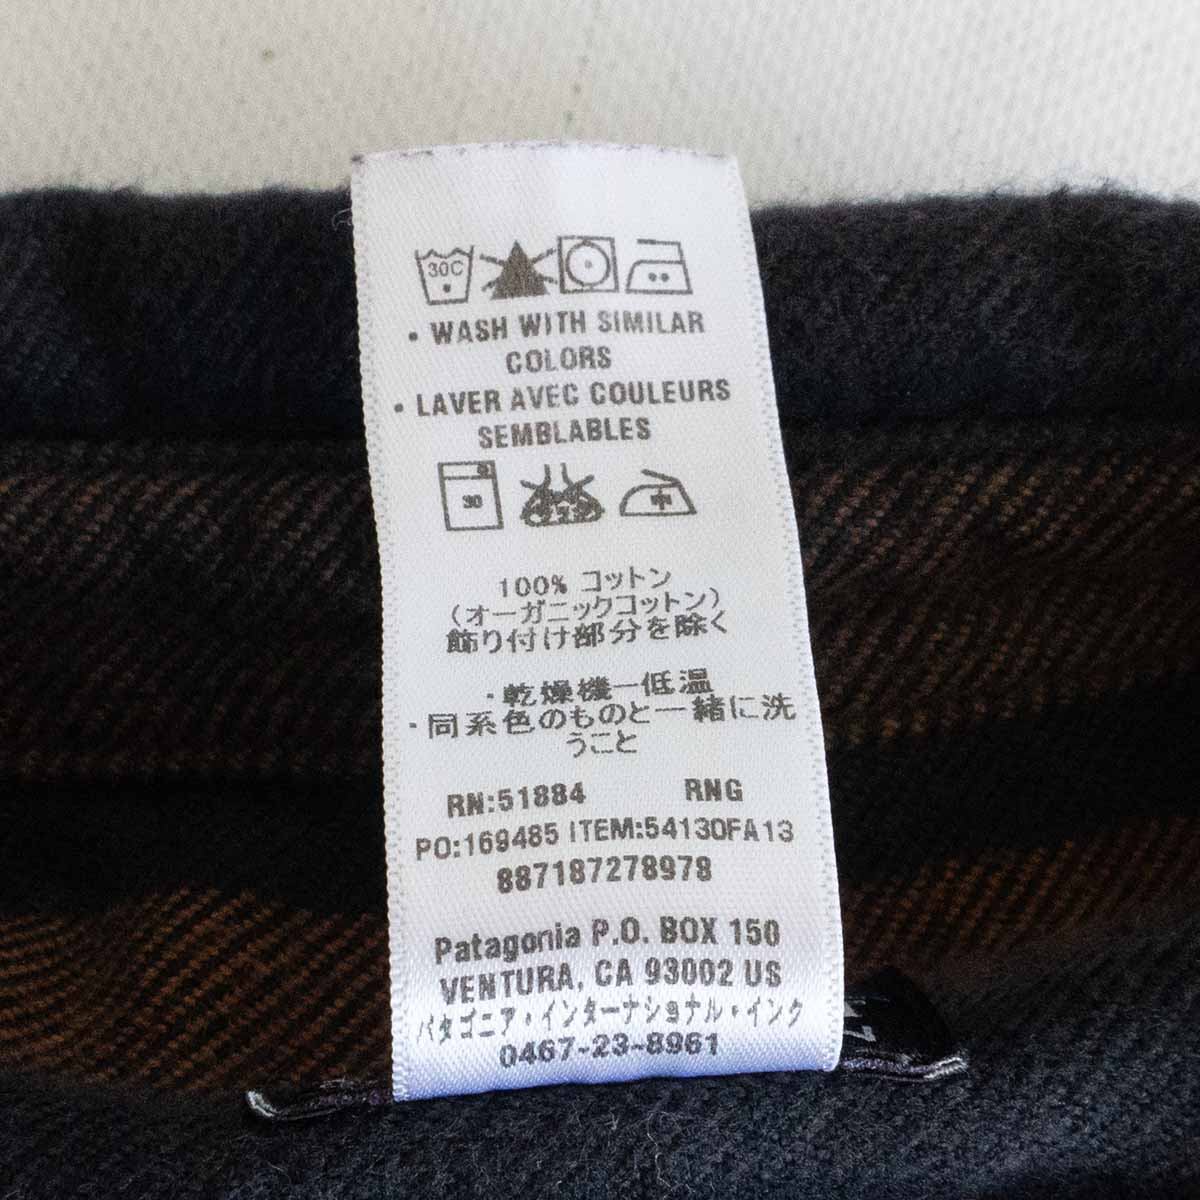 30C
• WASH WITH SIMILAR
COLORS
• LAVER AVEC COULEURS
SEMBLABLES
30
100% コットン
(オーガニックコットン)
飾り付け部分を除く
・乾燥機一低温
・同系色のものと一緒に洗
うこと
RN:51884 RNG
PO:169485 ITEM:54130FA13
887187278978
Patagonia P.O. BOX 150
VENTURA, CA 93002 US
パタゴニア・インターナショナル・インク
0467-23-8961